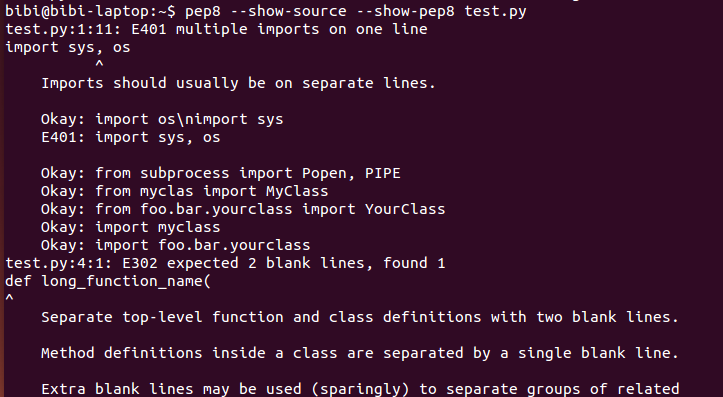 bibi@bibi-laptop:~$ pep8 --show-source --show-pep8 test.py
test.py:1:11: E401 multiple imports on one line
import sys, os
          ^
    Imports should usually be on separate lines.

    Okay: import os\nimport sys
    E401: import sys, os

    Okay: from subprocess import Popen, PIPE
    Okay: from myclas import MyClass
    Okay: from foo.bar.yourclass import YourClass
    Okay: import myclass
    Okay: import foo.bar.yourclass
test.py:4:1: E302 expected 2 blank lines, found 1
def long_function_name(
^
    Separate top-level function and class definitions with two blank lines.

    Method definitions inside a class are separated by a single blank line.

    Extra blank lines may be used (sparingly) to separate groups of related